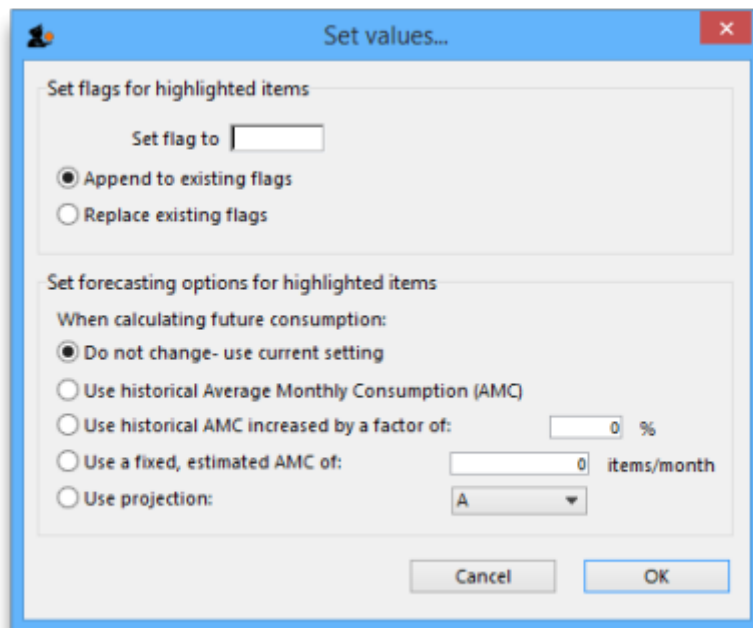 Set values...
Set flags for highlighted items
Set flag to
Append to existing flags
Replace existing flags
Set forecasting options for highlighted items
When calculating future consumption:
Do not change- use current setting
Use historical Average Monthly Consumption (AMC)
Use historical AMC increased by a factor of: 0 %
Use a fixed, estimated AMC of: 0 items/month
Use projection: A
Cancel OK